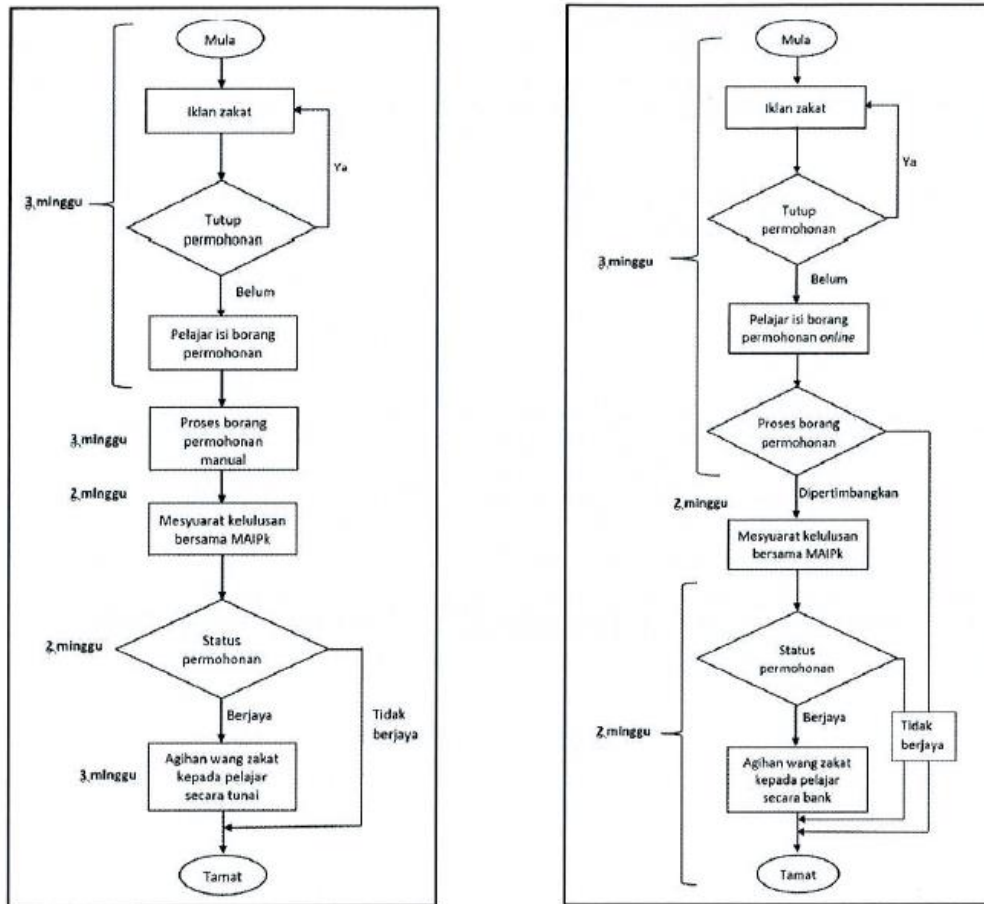 Mula
Iklan zakat
Ya
3 minggu
Tutup
permohonan
Belum
Pelajar isi borang
permohonan
3 minggu
Proses borang
permohonan
manual
2 minggu
Mesyuarat kelulusan
bersama MAIPk
2 minggu
Status
permohonan
Berjaya
Tidak
berjaya
3 minggu
Agihan wang zakat
kepada pelajar
secara tunai
Tamat
Mula
Iklan zakat
Ya
Tutup
permohonan
3 minggu
Belum
Pelajar isi borang
permohonan online
Proses borang
permohonan
Dipertimbangkan
2 minggu
Mesyuarat kelulusan
bersama MAIPk
Status
permohonan
2 minggu
Berjaya
Tidak
berjaya
Agihan wang zakat
kepada pelajar
secara bank
Tamat